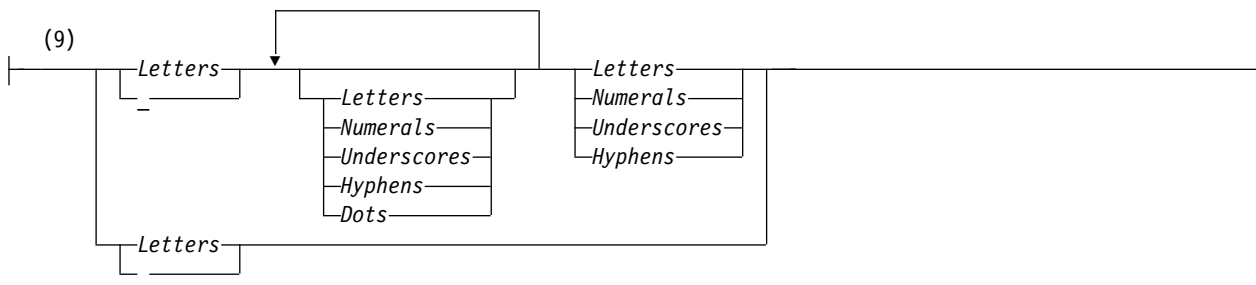 (9)
Letters Letters
_ Letters Numerals
Numerals Underscores
Underscores Hyphens
Hyphens
Dots
Letters
_